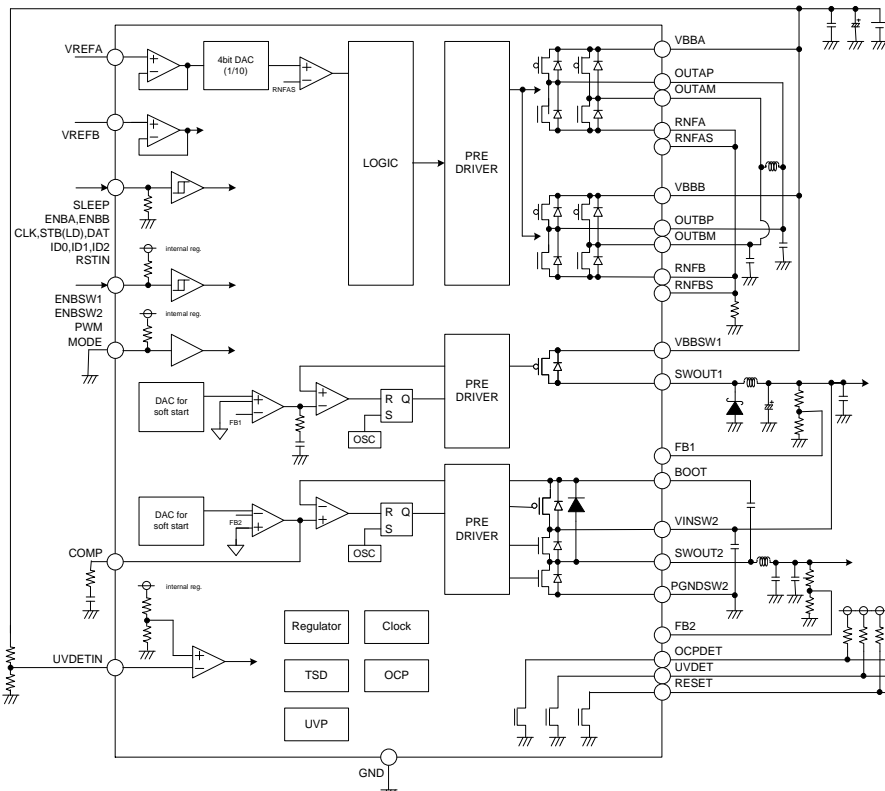 VREFA
4bit DAC
(1/10)
RNFAS
VREFB
SLEEP
ENBA,ENBB
CLK,STB(LD),DAT
ID0,ID1,ID2
RSTIN
internal reg.
ENBSW1
ENBSW2
PWM
MODE
internal reg.
LOGIC
PRE
DRIVER
VBBA
OUTAP
OUTAM
RNFA
RNFAS
VBBB
OUTBP
OUTBM
RNFB
RNFBS
DAC for
soft start
FB1
R Q
S
OSC
PRE
DRIVER
VBBSW1
SWOUT1
FB1
BOOT
DAC for
soft start
FB2
R Q
S
OSC
PRE
DRIVER
VINSW2
SWOUT2
PGNDSW2
FB2
COMP
internal reg.
UVDETIN
Regulator
Clock
TSD
OCP
UVP
OCPDET
UVDET
RESET
GND